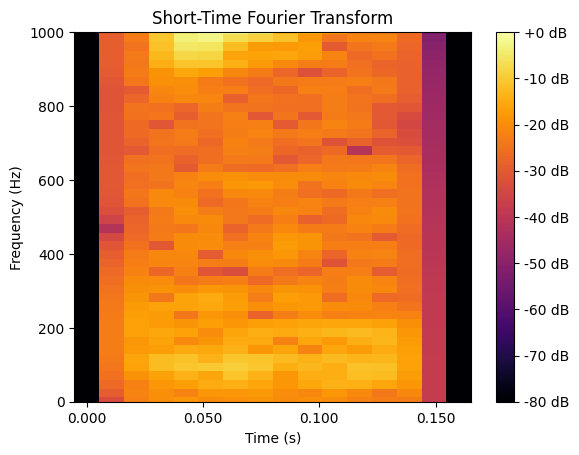 Short-Time Fourier Transform
Frequency (Hz)
1000
800
600
400
200
0
0.000
0.050
0.100
0.150
Time (s)
+0 dB
-10 dB
-20 dB
-30 dB
-40 dB
-50 dB
-60 dB
-70 dB
-80 dB